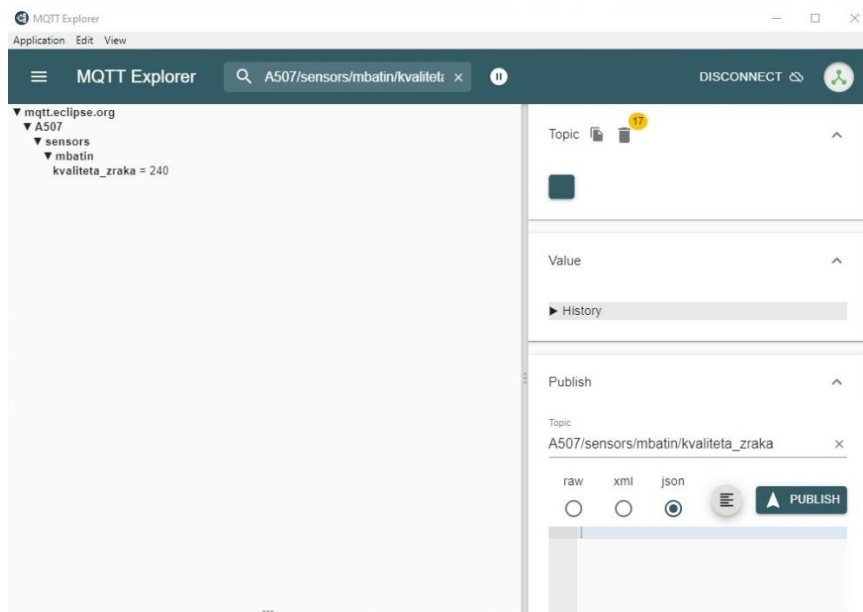 MQTT Explorer
Application Edit View
MQTT Explorer
A507/sensors/mbatin/kvalitet
DISCONNECT
▼ mqtt.eclipse.org
▼ A507
▼ sensors
▼ mbatin
kvaliteta_zraka = 240
Topic
17
Value
▶ History
Publish
Topic
A507/sensors/mbatin/kvaliteta_zraka
raw xml json
PUBLISH